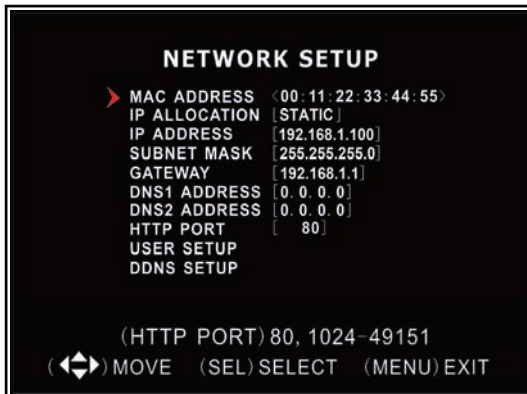 NETWORK SETUP
MAC ADDRESS <00:11:22:33:44:55>
IP ALLOCATION [STATIC]
IP ADDRESS [192.168.1.100]
SUBNET MASK [255.255.255.0]
GATEWAY [192.168.1.1]
DNS1 ADDRESS [0. 0. 0. 0]
DNS2 ADDRESS [0. 0. 0. 0]
HTTP PORT [ 80]
USER SETUP
DDNS SETUP
(HTTP PORT) 80, 1024-49151
( ) MOVE (SEL) SELECT (MENU) EXIT